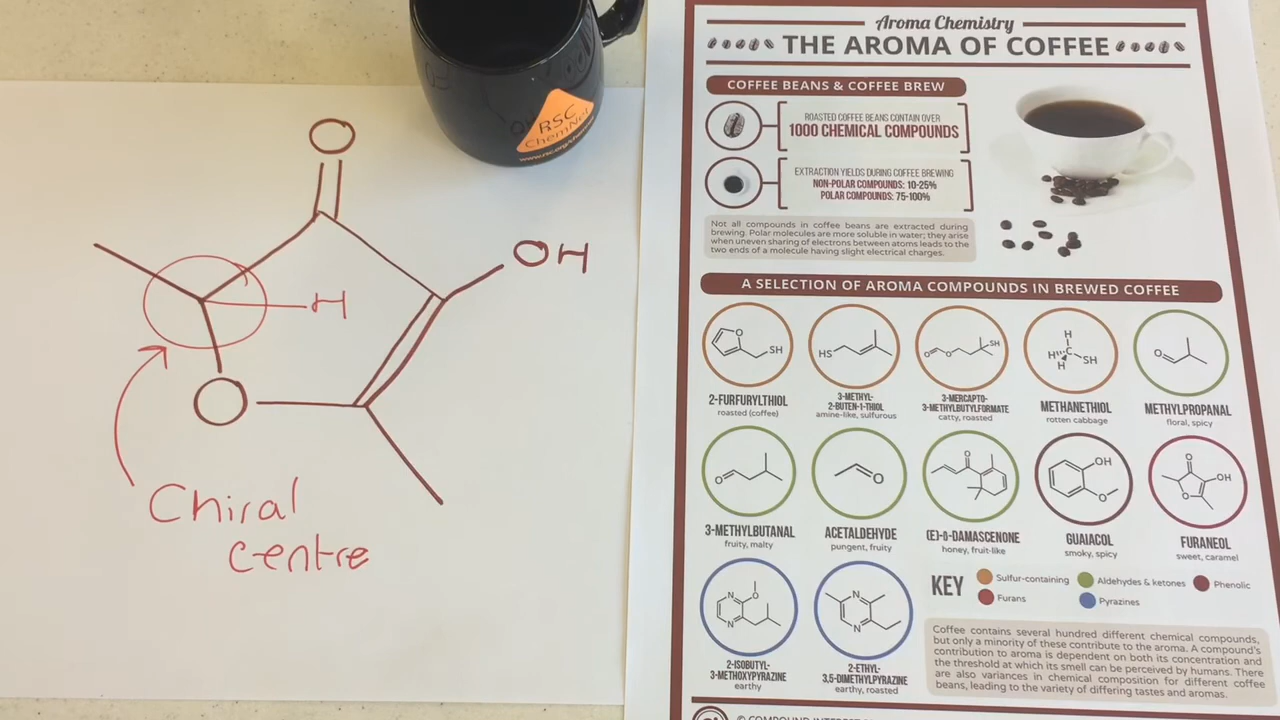 O
OH
H
O
Chiral
centre
RSC
ChemNet
Aroma Chemistry
THE AROMA OF COFFEE
COFFEE BEANS & COFFEE BREW
ROASTED COFFEE BEANS CONTAIN OVER
1000 CHEMICAL COMPOUNDS
EXTRACTION YIELDS DURING COFFEE BREWING
NON-POLAR COMPOUNDS: 10-25%
POLAR COMPOUNDS: 75-100%
Not all compounds in coffee beans are extracted during
brewing. Polar molecules are more soluble in water; they arise
when uneven sharing of electrons between atoms leads to the
two ends of a molecule having slight electrical charges.
A SELECTION OF AROMA COMPOUNDS IN BREWED COFFEE
O
SH
HS
O
O
SH
H
H
H
C
SH
O
2-FURFURYLTHIOL
roasted (coffee)
3-METHYL-
2-BUTEN-1-THIOL
amine-like, sulfurous
3-MERCAPTO-
3-METHYLBUTYLFORMATE
catty, roasted
METHANETHIOL
rotten cabbage
METHYLPROPANAL
floral, spicy
O
O
O
OH
O
O
OH
O
3-METHYLBUTANAL
fruity, malty
ACETALDEHYDE
pungent, fruity
(E)-β-DAMASCENONE
honey, fruit-like
GUAIACOL
smoky, spicy
FURANEOL
sweet, caramel
N
N
O
N
N
2-ISOBUTYL-
3-METHOXYPYRAZINE
earthy
2-ETHYL-
3,5-DIMETHYLPYRAZINE
earthy, roasted
KEY
Sulfur-containing
Aldehydes & ketones
Phenolic
Furans
Pyrazines
Coffee contains several hundred different chemical compounds,
but only a minority of these contribute to the aroma. A compound's
contribution to aroma is dependent on both its concentration and
the threshold at which its smell can be perceived by humans. There
are also variances in chemical composition for different coffee
beans, leading to the variety of differing tastes and aromas.